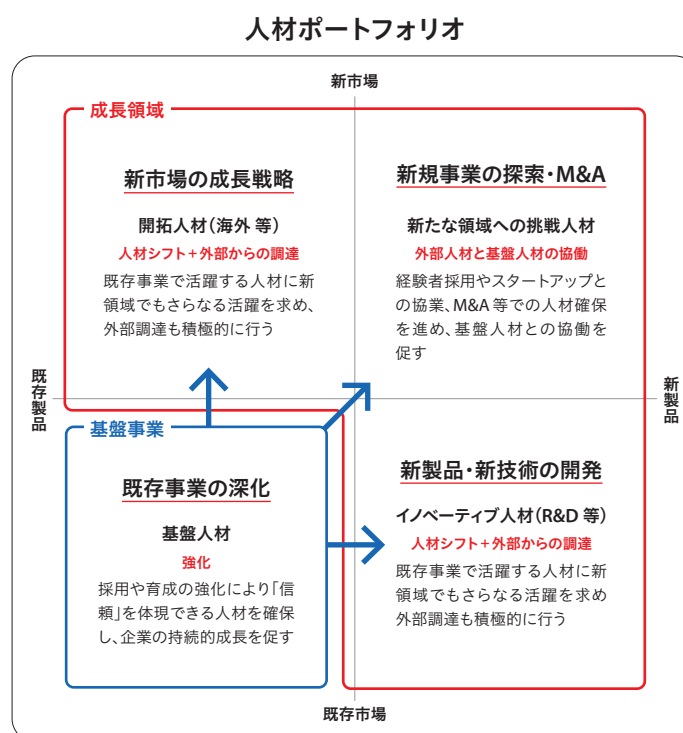 人材ポートフォリオ
新市場
成長領域
新市場の成長戦略
開拓人材(海外 等)
人材シフト+外部からの調達
既存事業で活躍する人材に新
領域でもさらなる活躍を求め、
外部調達も積極的に行う
新規事業の探索・M&A
新たな領域への挑戦人材
外部人材と基盤人材の協働
経験者採用やスタートアップと
の協業、M&A 等での人材確保
を進め、基盤人材との協働を
促す
既存製品
新製品
基盤事業
既存事業の深化
基盤人材
強化
採用や育成の強化により「信
頼」を体現できる人材を確保
し、企業の持続的成長を促す
新製品・新技術の開発
イノベーティブ人材(R&D 等)
人材シフト+外部からの調達
既存事業で活躍する人材に新
領域でもさらなる活躍を求め
外部調達も積極的に行う
既存市場